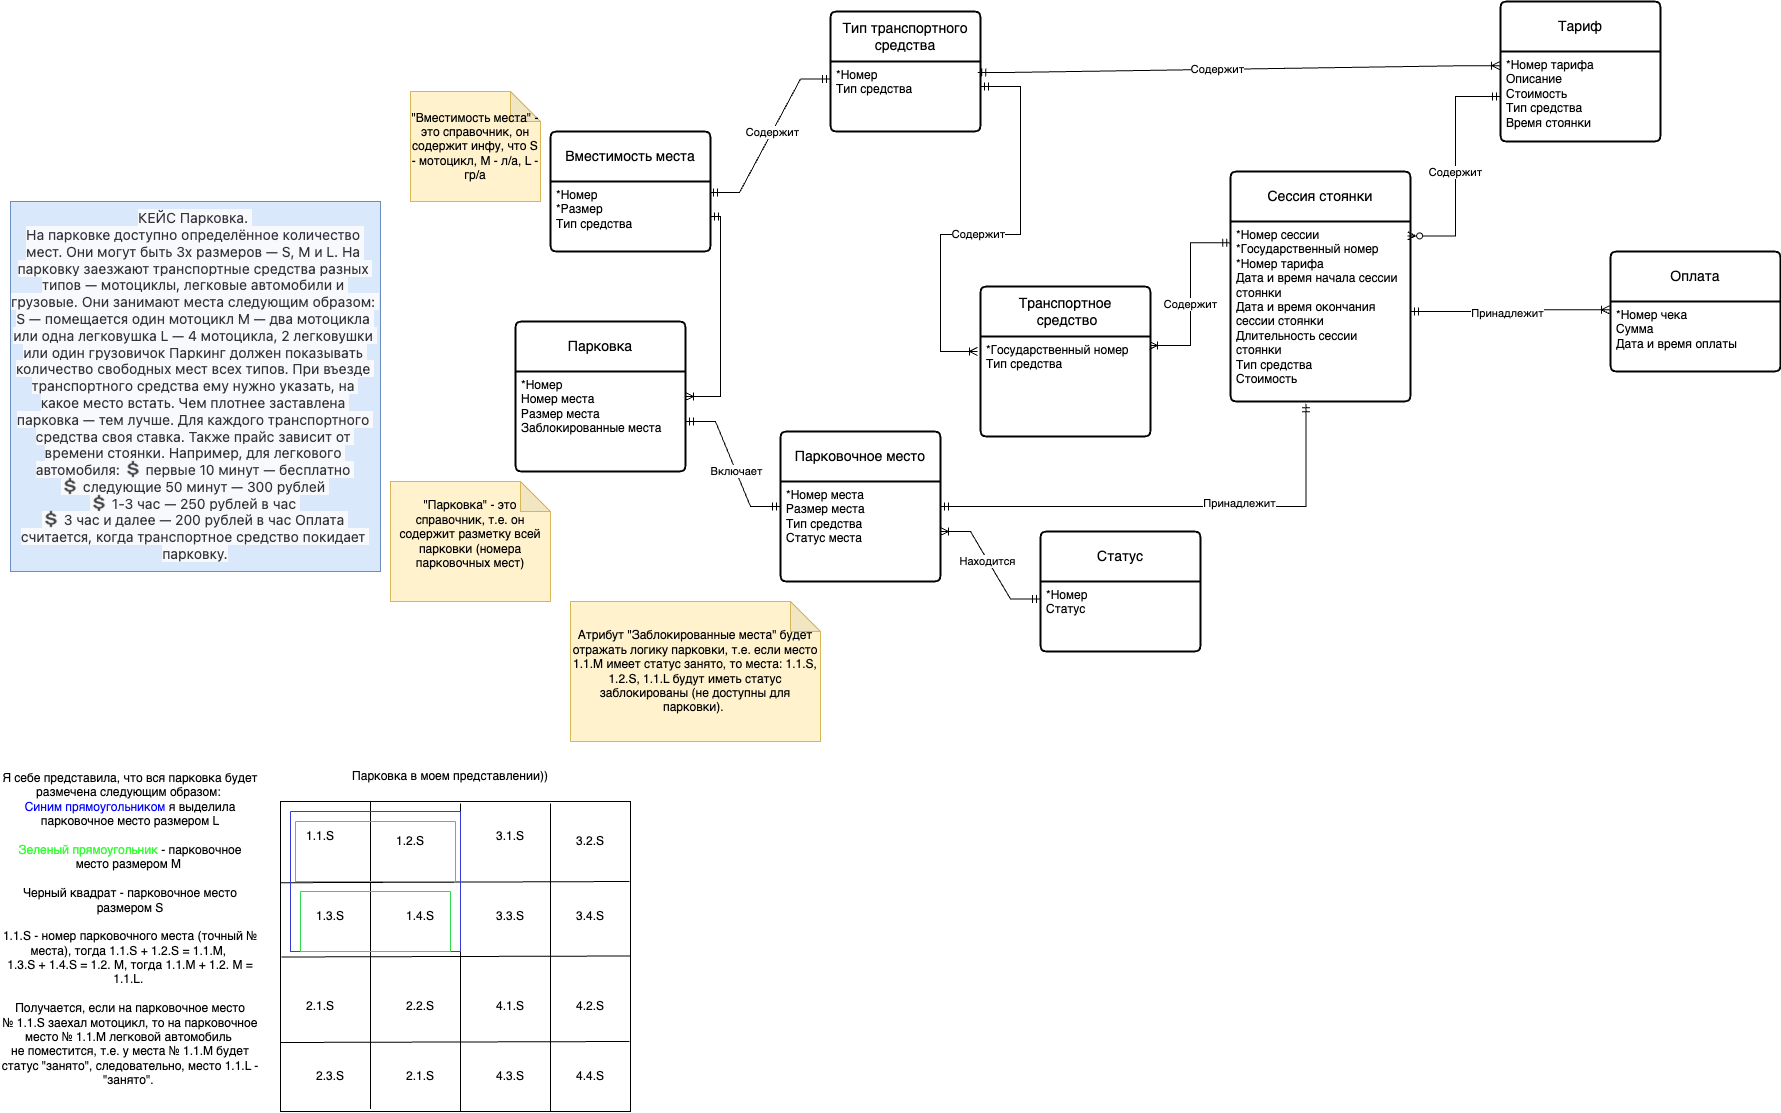 Тип транспортного
средства
*Номер
Тип средства
Тариф
*Номер тарифа
Описание
Стоимость
Тип средства
Время стоянки
Содержит
"Вместимость места" -
это справочник, он
содержит инфу, что S
- мотоцикл, M - л/а, L -
гр/а
Вместимость места
*Номер
*Размер
Тип средства
Содержит
Содержит
Сессия стоянки
*Номер сессии
*Государственный номер
*Номер тарифа
Дата и время начала сессии
стоянки
Дата и время окончания
сессии стоянки
Длительность сессии
стоянки
Тип средства
Стоимость
КЕЙС Парковка.
На парковке доступно определённое количество
мест. Они могут быть 3х размеров — S, M и L. На
парковку заезжают транспортные средства разных
типов — мотоциклы, легковые автомобили и
грузовые. Они занимают места следующим образом:
S — помещается один мотоцикл M — два мотоцикла
или одна легковушка L — 4 мотоцикла, 2 легковушки
или один грузовичок Паркинг должен показывать
количество свободных мест всех типов. При въезде
транспортного средства ему нужно указать, на
какое место встать. Чем плотнее заставлена
парковка — тем лучше. Для каждого транспортного
средства своя ставка. Также прайс зависит от
времени стоянки. Например, для легкового
автомобиля: $ первые 10 минут — бесплатно
$ следующие 50 минут — 300 рублей
$ 1-3 час — 250 рублей в час
$ 3 час и далее — 200 рублей в час Оплата
считается, когда транспортное средство покидает
парковку.
Содержит
Оплата
*Номер чека
Сумма
Дата и время оплаты
Транспортное
средство
*Государственный номер
Тип средства
Содержит
Принадлежит
Парковка
*Номер
Номер места
Размер места
Заблокированные места
Включает
Парковочное место
*Номер места
Размер места
Тип средства
Статус места
Принадлежит
"Парковка" - это
справочник, т.е. он
содержит разметку всей
парковки (номера
парковочных мест)
Находится
Статус
*Номер
Статус
Атрибут "Заблокированные места" будет
отражать логику парковки, т.е. если место
1.1.M имеет статус занято, то места: 1.1.S,
1.2.S, 1.1.L будут иметь статус
заблокированы (не доступны для
парковки).
Я себе представила, что вся парковка будет
размечена следующим образом:
Синим прямоугольником я выделила
парковочное место размером L
Зеленый прямоугольник - парковочное
место размером M
Черный квадрат - парковочное место
размером S
1.1.S - номер парковочного места (точный №
места), тогда 1.1.S + 1.2.S = 1.1.M,
1.3.S + 1.4.S = 1.2. M, тогда 1.1.M + 1.2. M =
1.1.L.
Получается, если на парковочное место
№ 1.1.S заехал мотоцикл, то на парковочное
место № 1.1.M легковой автомобиль
не поместится, т.е. у места № 1.1.M будет
статус "занято", следовательно, место 1.1.L -
"занято".
Парковка в моем представлении))
1.1.S 1.2.S 3.1.S 3.2.S
1.3.S 1.4.S 3.3.S 3.4.S
2.1.S 2.2.S 4.1.S 4.2.S
2.3.S 2.1.S 4.3.S 4.4.S